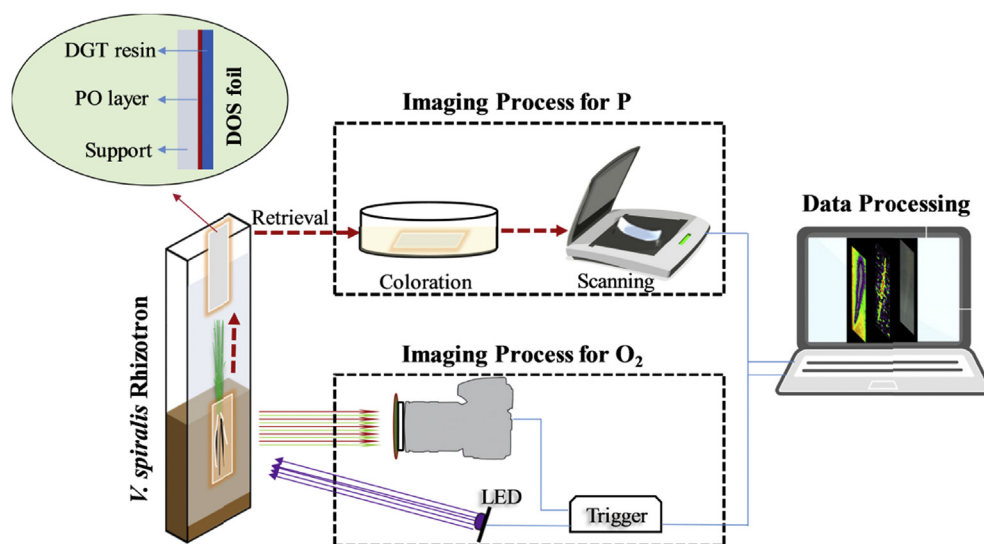 DGT resin
PO layer
Support
DOS foil
Imaging Process for P
Retrieval
Coloration
Scanning
Data Processing
V. spiralis Rhizotron
Imaging Process for O₂
LED
Trigger